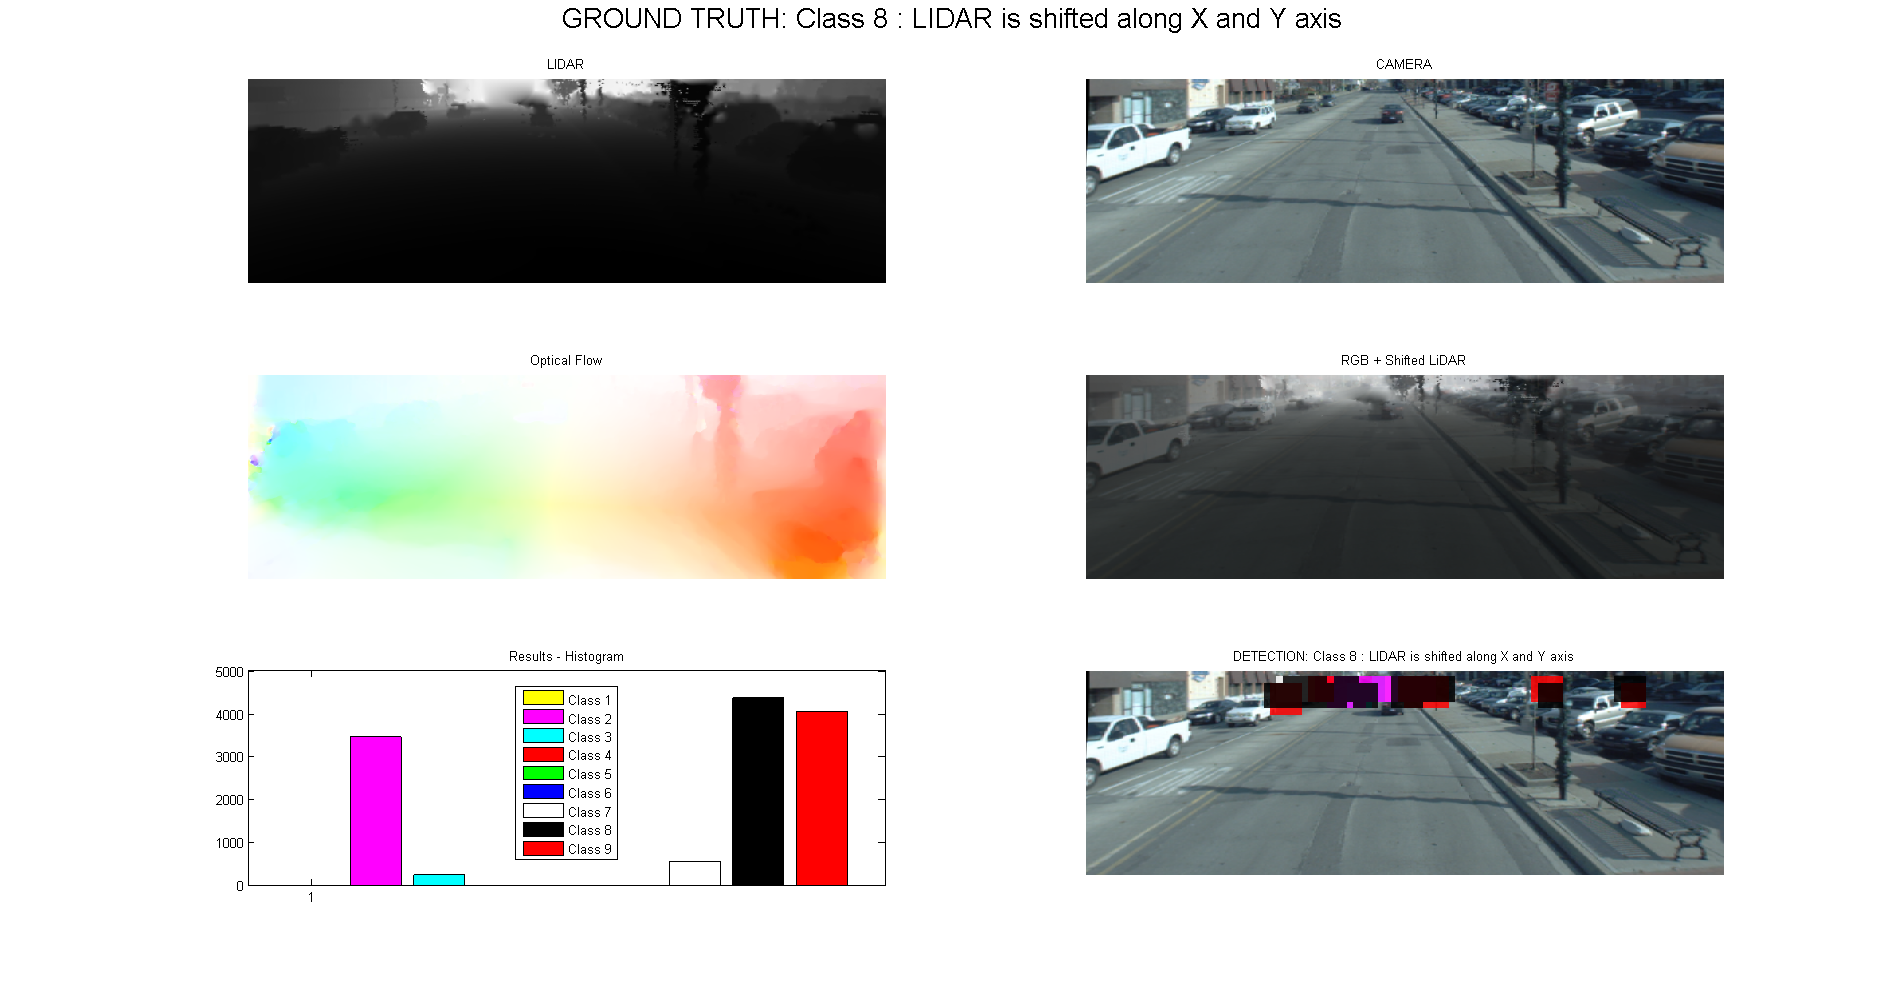 GROUND TRUTH: Class 8 : LIDAR is shifted along X and Y axis
LIDAR
CAMERA
Optical Flow
RGB + Shifted LiDAR
Results - Histogram
5000
4000
3000
2000
1000
0
1
Class 1
Class 2
Class 3
Class 4
Class 5
Class 6
Class 7
Class 8
Class 9
DETECTION: Class 8 : LIDAR is shifted along X and Y axis